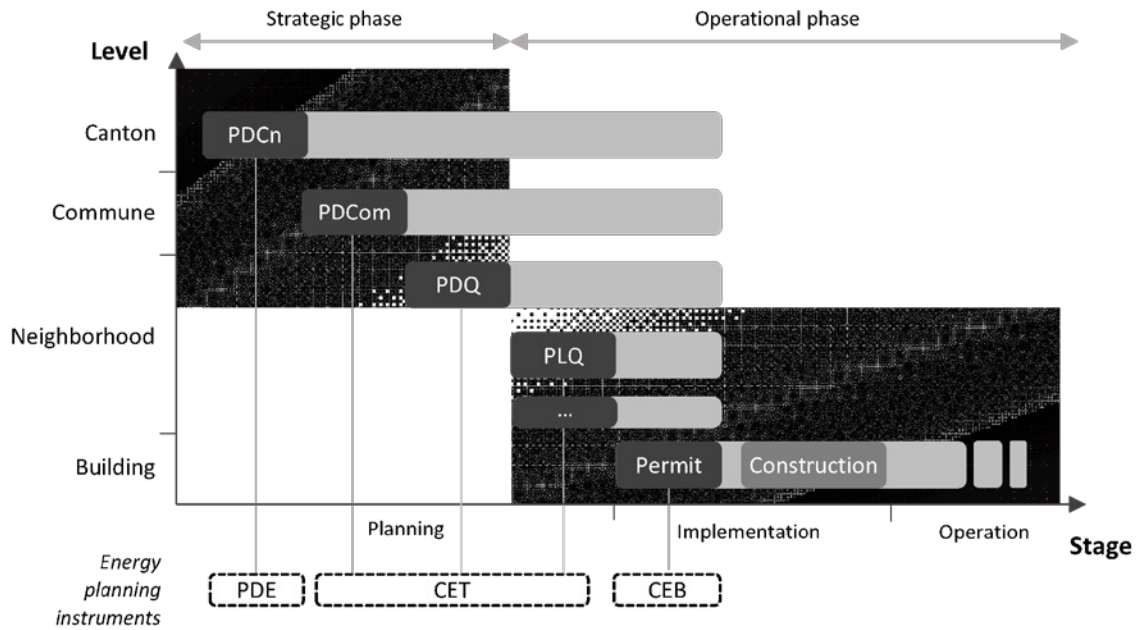 Strategic phase
Operational phase
Level
Canton
PDCn
Commune
PDCom
PDQ
Neighborhood
PLQ
...
Building
Permit
Construction
Planning
Implementation
Operation
Stage
Energy
planning
instruments
PDE
CET
CEB